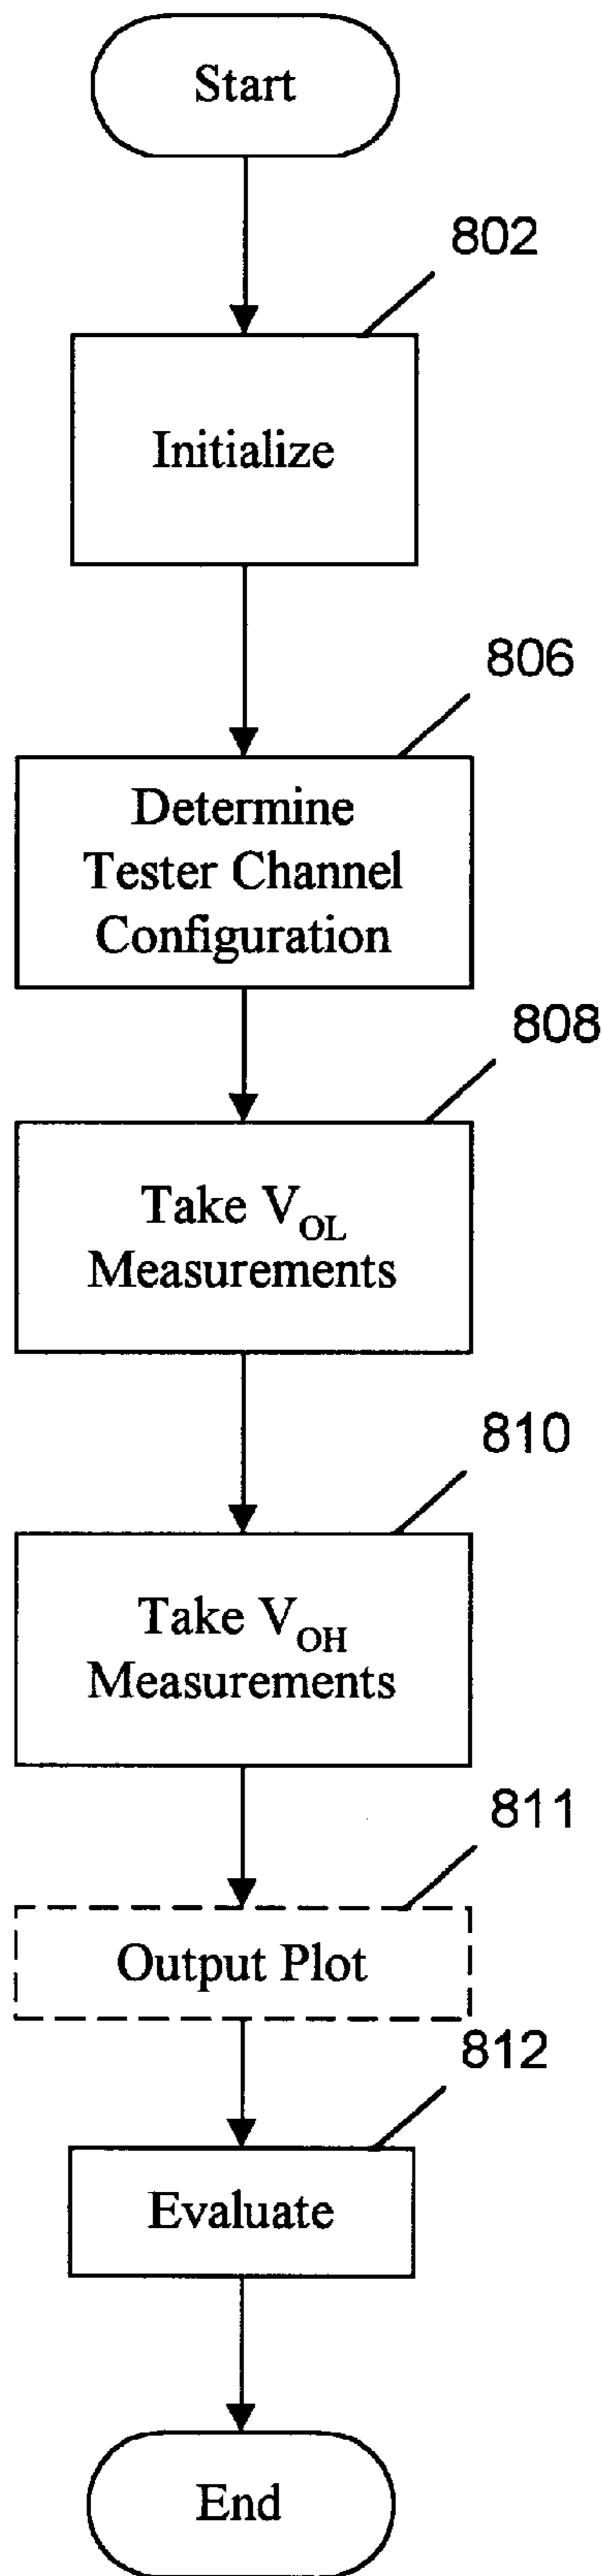 Start
802
Initialize
806
Determine
Tester Channel
Configuration
808
Take V_OL
Measurements
810
Take V_OH
Measurements
811
Output Plot
812
Evaluate
End